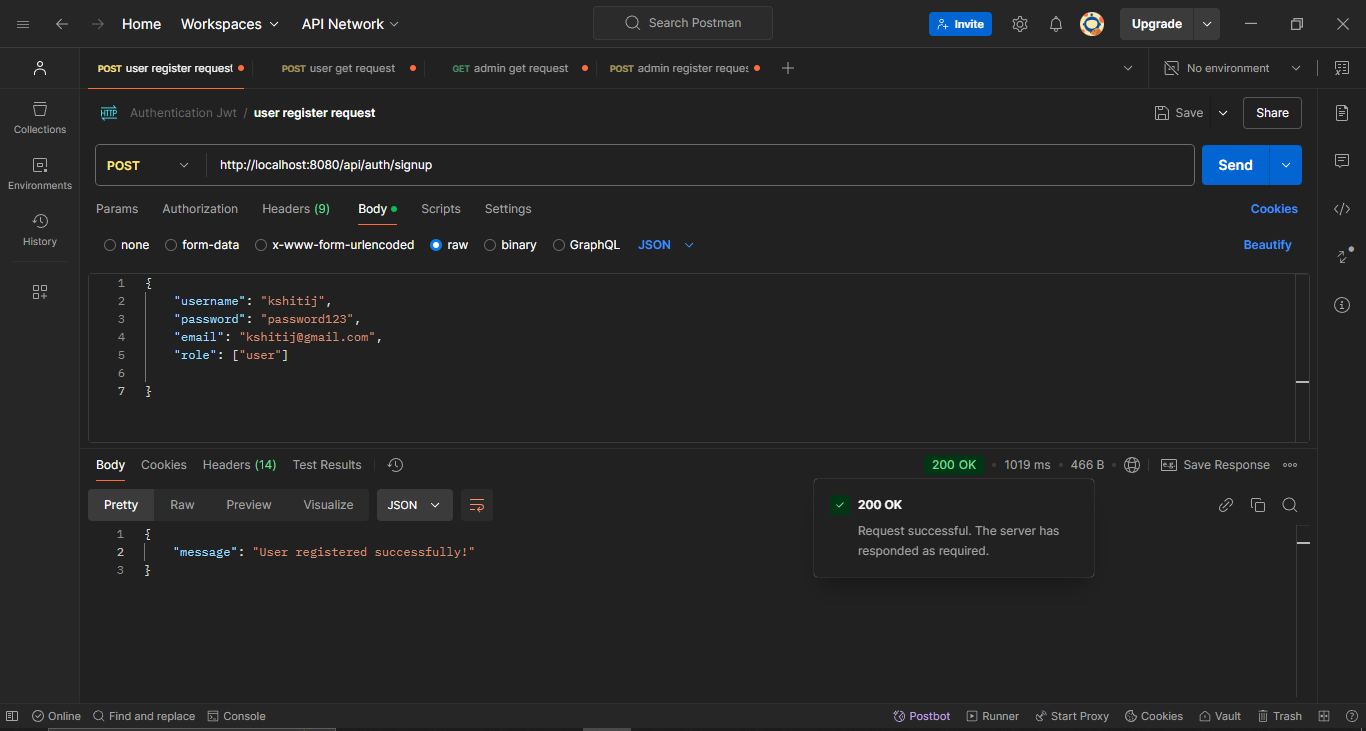 Home Workspaces API Network Search Postman Invite Upgrade
POST user register request POST user get request GET admin get request POST admin register reques No environment
HTTP Authentication Jwt / user register request Save Share
Collections
POST http://localhost:8080/api/auth/signup Send
Environments
Params Authorization Headers (9) Body Scripts Settings Cookies
History
none form-data x-www-form-urlencoded raw binary GraphQL JSON Beautify
1 {
2 "username": "kshitij",
3 "password": "password123",
4 "email": "kshitij@gmail.com",
5 "role": ["user"]
6
7 }
Body Cookies Headers (14) Test Results 200 OK 1019 ms 466 B e.g. Save Response
Pretty Raw Preview Visualize JSON
200 OK
Request successful. The server has
responded as required.
1 {
2 "message": "User registered successfully!"
3 }
Online Find and replace Console Postbot Runner Start Proxy Cookies Vault Trash